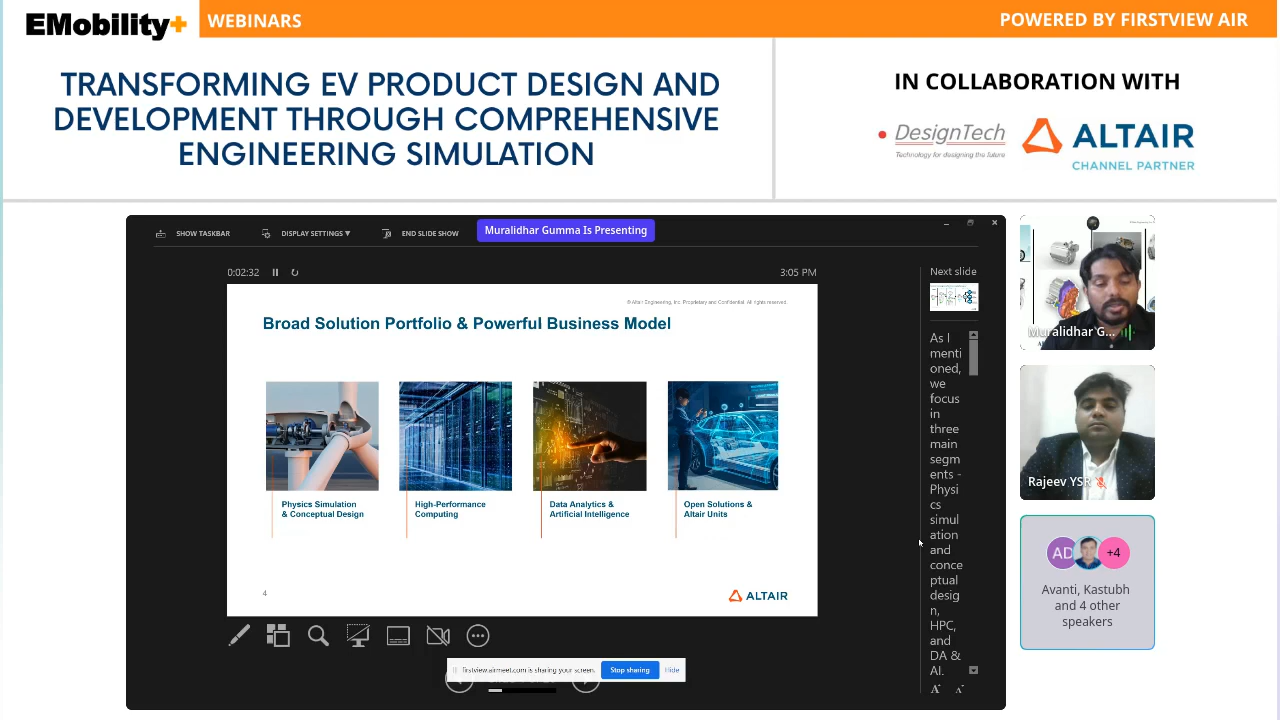 EMobility+ WEBINARS
POWERED BY FIRSTVIEW AIR
TRANSFORMING EV PRODUCT DESIGN AND
DEVELOPMENT THROUGH COMPREHENSIVE
ENGINEERING SIMULATION
IN COLLABORATION WITH
DesignTech
Technology for designing the future
ALTAIR
CHANNEL PARTNER
SHOW TASKBAR
DISPLAY SETTINGS ▼
END SLIDE SHOW
Muralidhar Gumma Is Presenting
0:02:32
3:05 PM
© Altair Engineering, Inc. Proprietary and Confidential. All rights reserved.
Broad Solution Portfolio & Powerful Business Model
Physics Simulation
& Conceptual Design
High-Performance
Computing
Data Analytics &
Artificial Intelligence
Open Solutions &
Altair Units
4
ALTAIR
firstview.airmeet.com is sharing your screen.
Stop sharing
Hide
Next slide
As I
menti
oned,
we
focus
in
three
main
segm
ents -
Physi
cs
simul
ation
and
conce
ptual
desig
n,
HPC,
and
DA &
AI.
A A
Muralidhar G...
Rajeev YSR
AD
+4
Avanti, Kastubh
and 4 other
speakers